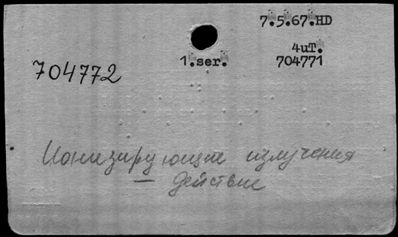 7.5.67.HD
4uT.
1.ser. 704771
704772
Ионизирующие излучения
— действие